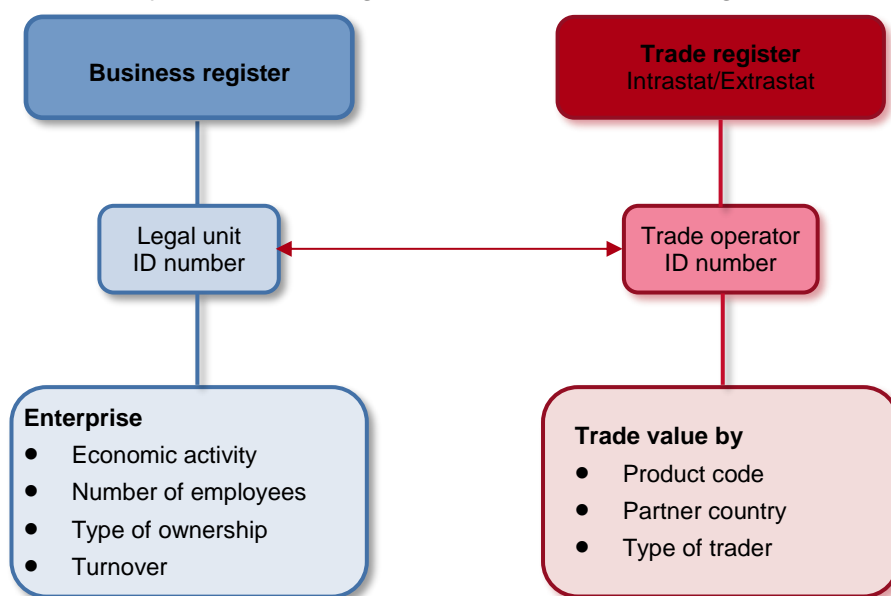 Business register
Trade register
Intrastat/Extrastat
Legal unit
ID number
Trade operator
ID number
Enterprise
● Economic activity
● Number of employees
● Type of ownership
● Turnover
Trade value by
● Product code
● Partner country
● Type of trader